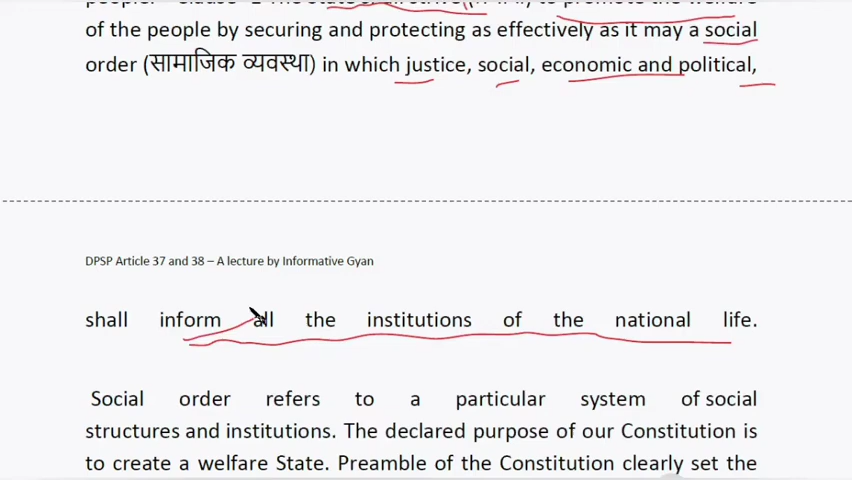 of the people by securing and protecting as effectively as it may a social
order (सामाजिक व्यवस्था) in which justice, social, economic and political,
DPSP Article 37 and 38 – A lecture by Informative Gyan
shall inform all the institutions of the national life.
Social order refers to a particular system of social
structures and institutions. The declared purpose of our Constitution is
to create a welfare State. Preamble of the Constitution clearly set the